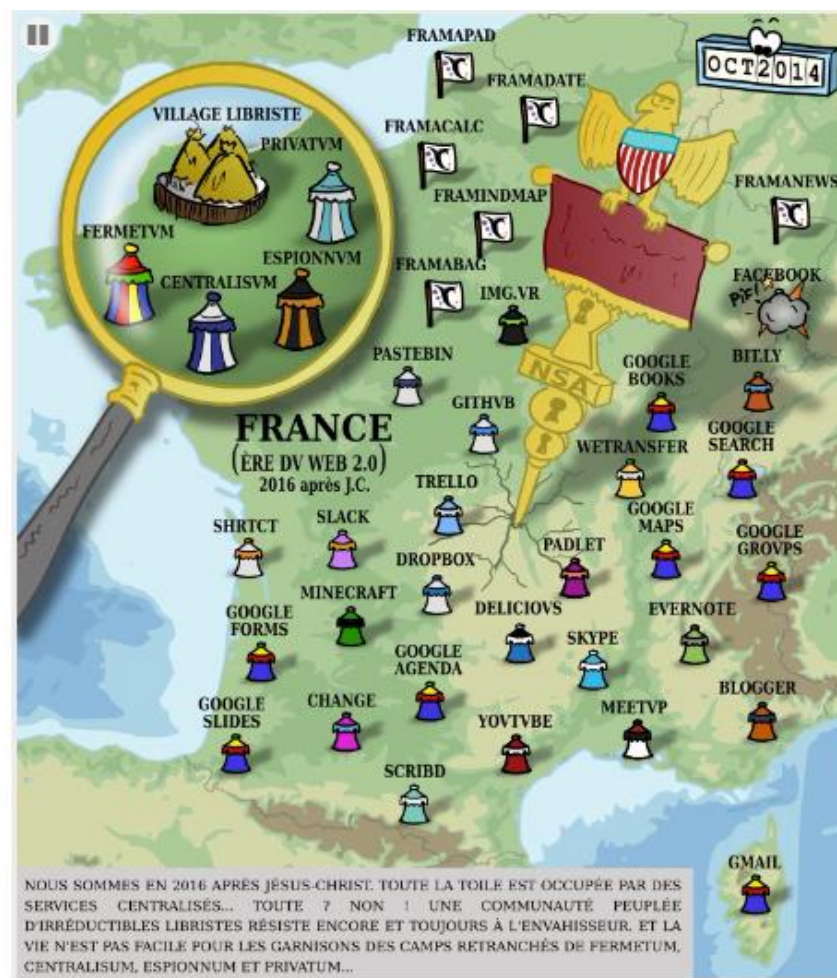 FRAMAPAD
OCT2014
FRAMADATE
VILLAGE LIBRISTE
FRAMACALC
PRIVATVM
FRAMINDMAP
FRAMANEWS
FERMETVM
ESPIONNVM
FRAMABAG
CENTRALISVM
IMG.VR
FACEBOOK
PIF!
PASTEBIN
NSA
GOOGLE
BOOKS
BIT.LY
GITHVB
FRANCE
(ÈRE DV WEB 2.0)
2016 après J.C.
WETRANSFER
GOOGLE
SEARCH
TRELLO
SHRTCT
SLACK
GOOGLE
MAPS
DROPBOX
PADLET
GOOGLE
GROVPS
MINECRAFT
GOOGLE
FORMS
DELICIOVS
EVERNOTE
GOOGLE
AGENDA
SKYPE
GOOGLE
SLIDES
CHANGE
YOVTVBE
MEETVP
BLOGGER
SCRIBD
GMAIL
NOUS SOMMES EN 2016 APRÈS JÉSUS-CHRIST. TOUTE LA TOILE EST OCCUPÉE PAR DES
SERVICES CENTRALISÉS... TOUTE ? NON ! UNE COMMUNAUTÉ PEUPLÉE
D'IRRÉDUCTIBLES LIBRISTES RÉSISTE ENCORE ET TOUJOURS À L'ENVAHISSEUR. ET LA
VIE N'EST PAS FACILE POUR LES GARNISONS DES CAMPS RETRANCHÉS DE FERMETUM,
CENTRALISUM, ESPIONNUM ET PRIVATUM...